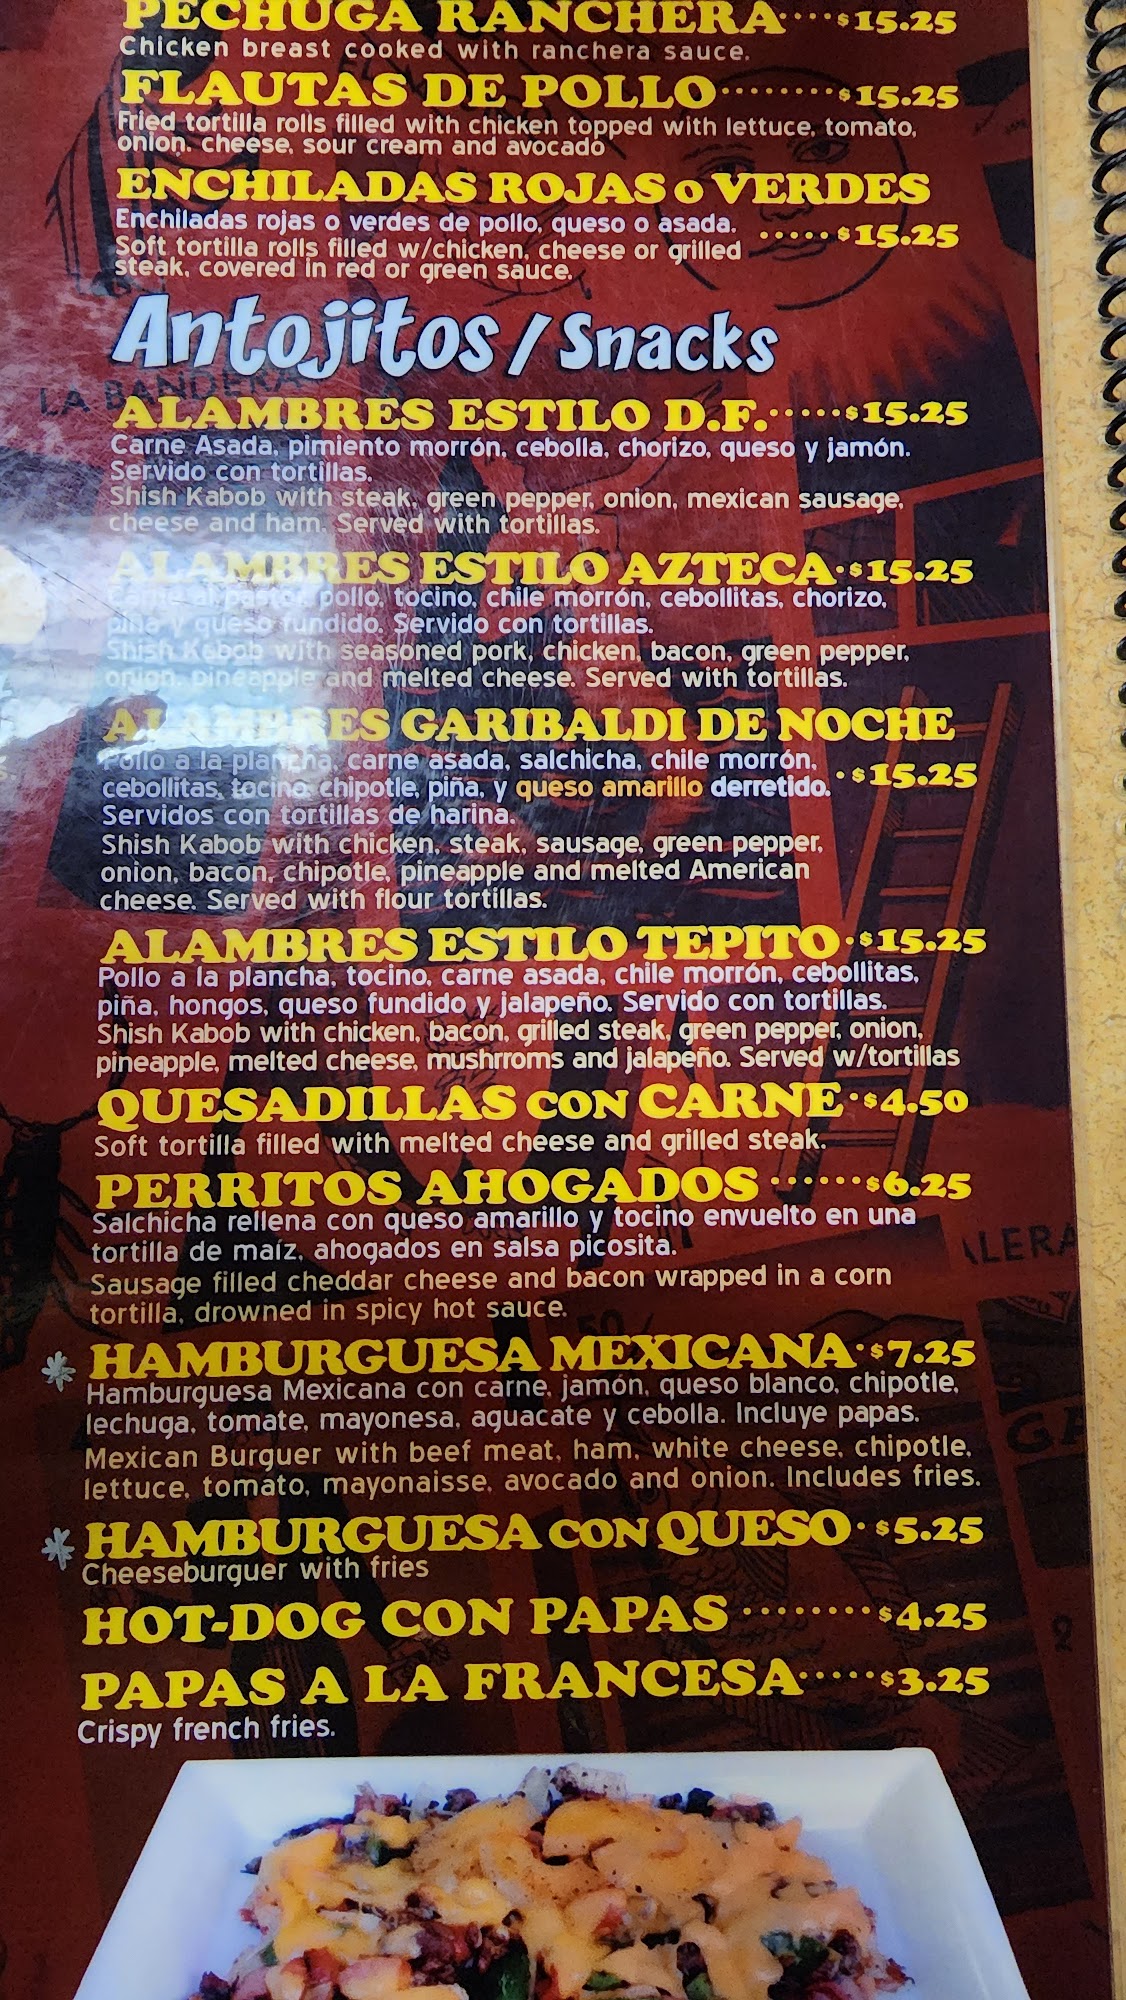 PECHUGA RANCHERA····$15.25
Chicken breast cooked with ranchera sauce.
FLAUTAS DE POLLO········$15.25
Fried tortilla rolls filled with chicken topped with lettuce, tomato,
onion, cheese, sour cream and avocado
ENCHILADAS ROJAS o VERDES
Enchiladas rojas o verdes de pollo, queso o asada.
·····$15.25
Soft tortilla rolls filled w/chicken, cheese or grilled
steak, covered in red or green sauce.
Antojitos / Snacks
LA BANDERA
ALAMBRES ESTILO D.F.·····$15.25
Carne Asada, pimiento morrón, cebolla, chorizo, queso y jamón.
Servido con tortillas.
Shish Kabob with steak, green pepper, onion, mexican sausage,
cheese and ham. Served with tortillas.
ALAMBRES ESTILO AZTECA·$15.25
Carne al pastor, pollo, tocino, chile morrón, cebollitas, chorizo,
piña y queso fundido. Servido con tortillas.
Shish Kabob with seasoned pork, chicken, bacon, green pepper,
onion, pineapple and melted cheese. Served with tortillas.
ALAMBRES GARIBALDI DE NOCHE
Pollo a la plancha, carne asada, salchicha, chile morrón,
cebollitas, tocino chipotle, piña, y queso amarillo derretido. ·$15.25
Servidos con tortillas de harina.
Shish Kabob with chicken, steak, sausage, green pepper,
onion, bacon, chipotle, pineapple and melted American
cheese. Served with flour tortillas.
ALAMBRES ESTILO TEPITO·$15.25
Pollo a la plancha, tocino, carne asada, chile morrón, cebollitas,
piña, hongos, queso fundido y jalapeño. Servido con tortillas.
Shish Kabob with chicken, bacon, grilled steak, green pepper, onion,
pineapple, melted cheese, mushrroms and jalapeño. Served w/tortillas
QUESADILLAS CON CARNE·$4.50
Soft tortilla filled with melted cheese and grilled steak.
PERRITOS AHOGADOS ······$6.25
Salchicha rellena con queso amarillo y tocino envuelto en una
tortilla de maíz, ahogados en salsa picosita.
Sausage filled cheddar cheese and bacon wrapped in a corn
tortilla, drowned in spicy hot sauce.
HAMBURGUESA MEXICANA·$7.25
Hamburguesa Mexicana con carne, jamón, queso blanco, chipotle,
lechuga, tomate, mayonesa, aguacate y cebolla. Incluye papas.
Mexican Burguer with beef meat, ham, white cheese, chipotle,
lettuce, tomato, mayonaisse, avocado and onion. Includes fries.
HAMBURGUESA CON QUESO·$5.25
Cheeseburguer with fries
HOT-DOG CON PAPAS ········$4.25
PAPAS A LA FRANCESA·····$3.25
Crispy french fries.